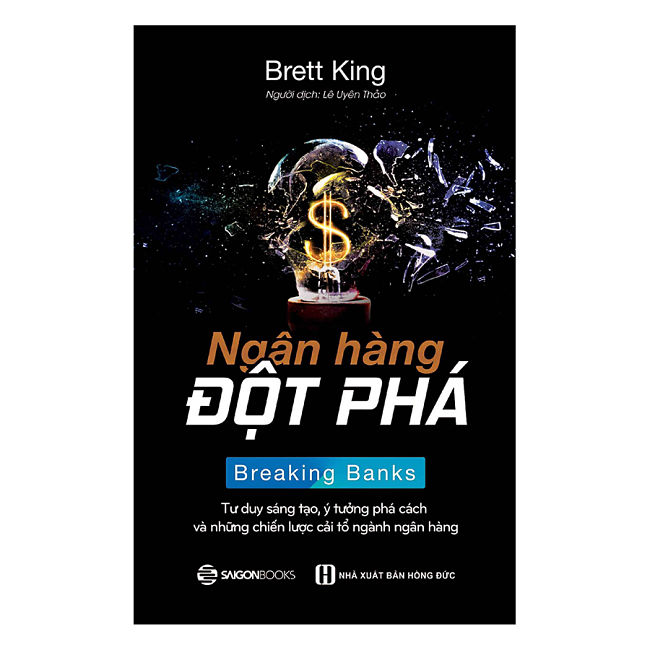 Brett King
Người dịch: Lê Uyên Thảo
$
Ngân hàng
ĐỘT PHÁ
Breaking Banks
Tư duy sáng tạo, ý tưởng phá cách
và những chiến lược cải tổ ngành ngân hàng
SAIGONBOOKS
H NHÀ XUẤT BẢN HỒNG ĐỨC